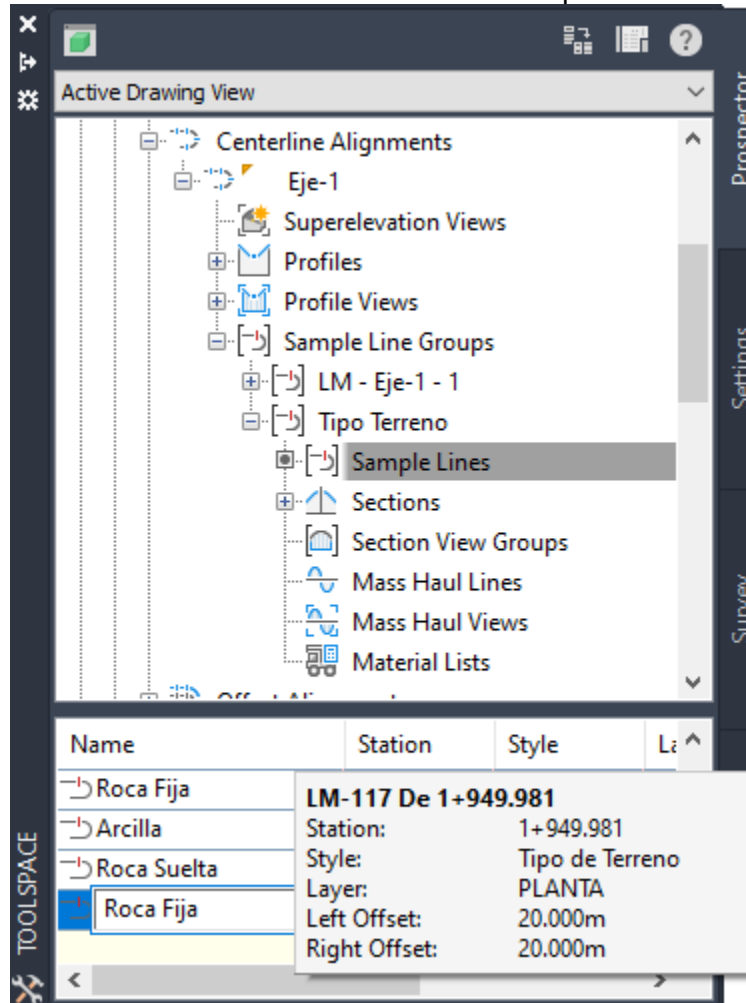 Active Drawing View
Centerline Alignments
Eje-1
Superelevation Views
Profiles
Profile Views
Sample Line Groups
LM - Eje-1 - 1
Tipo Terreno
Sample Lines
Sections
Section View Groups
Mass Haul Lines
Mass Haul Views
Material Lists
Name Station Style
Roca Fija
Arcilla
Roca Suelta
Roca Fija
LM-117 De 1+949.981
Station: 1+949.981
Style: Tipo de Terreno
Layer: PLANTA
Left Offset: 20.000m
Right Offset: 20.000m
TOOLSPACE
Prospector
Settings
Survey